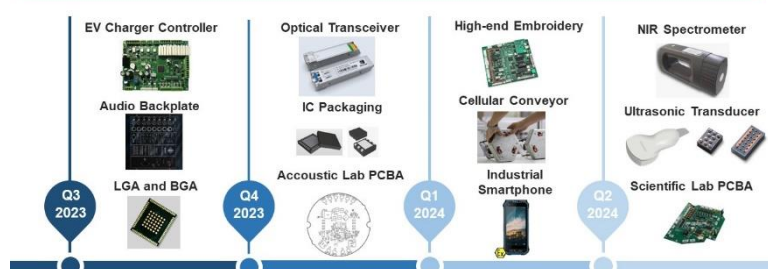 EV Charger Controller
Audio Backplate
LGA and BGA
Q3
2023
Optical Transceiver
IC Packaging
Accoustic Lab PCBA
Q4
2023
High-end Embroidery
Cellular Conveyor
Industrial
Smartphone
Q1
2024
NIR Spectrometer
Ultrasonic Transducer
Scientific Lab PCBA
Q2
2024